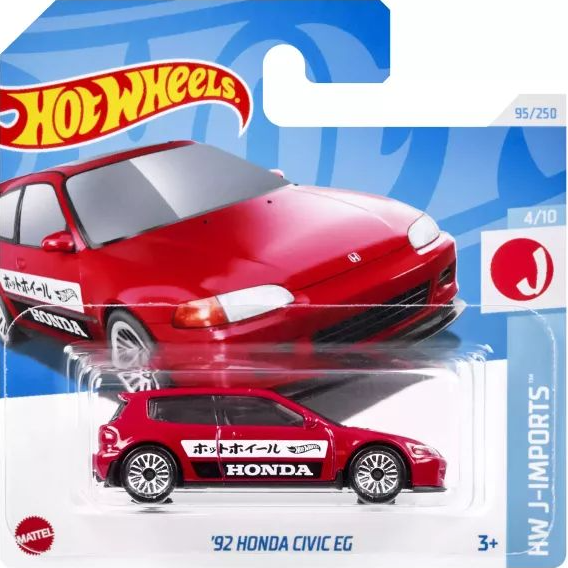 HOT WHEELS
95/250
4/10
J
ホットホイール
HONDA
ホットホイール
HONDA
HW J-IMPORTS™
MATTEL
'92 HONDA CIVIC EG
3+